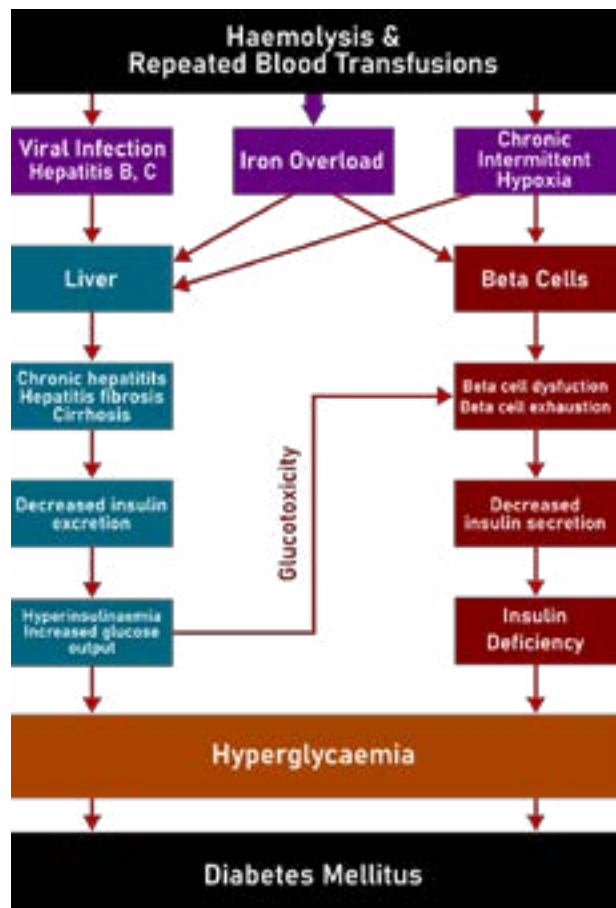 Haemolysis &
Repeated Blood Transfusions
Viral Infection
Hepatitis B, C
Iron Overload
Chronic
Intermittent
Hypoxia
Liver
Beta Cells
Chronic hepatitits
Hepatitis fibrosis
Cirrhosis
Beta cell dysfuction
Beta cell exhaustion
Glucotoxicity
Decreased insulin
excretion
Decreased
insulin secretion
Hyperinsulinaemia
Increased glucose
output
Insulin
Deficiency
Hyperglycaemia
Diabetes Mellitus